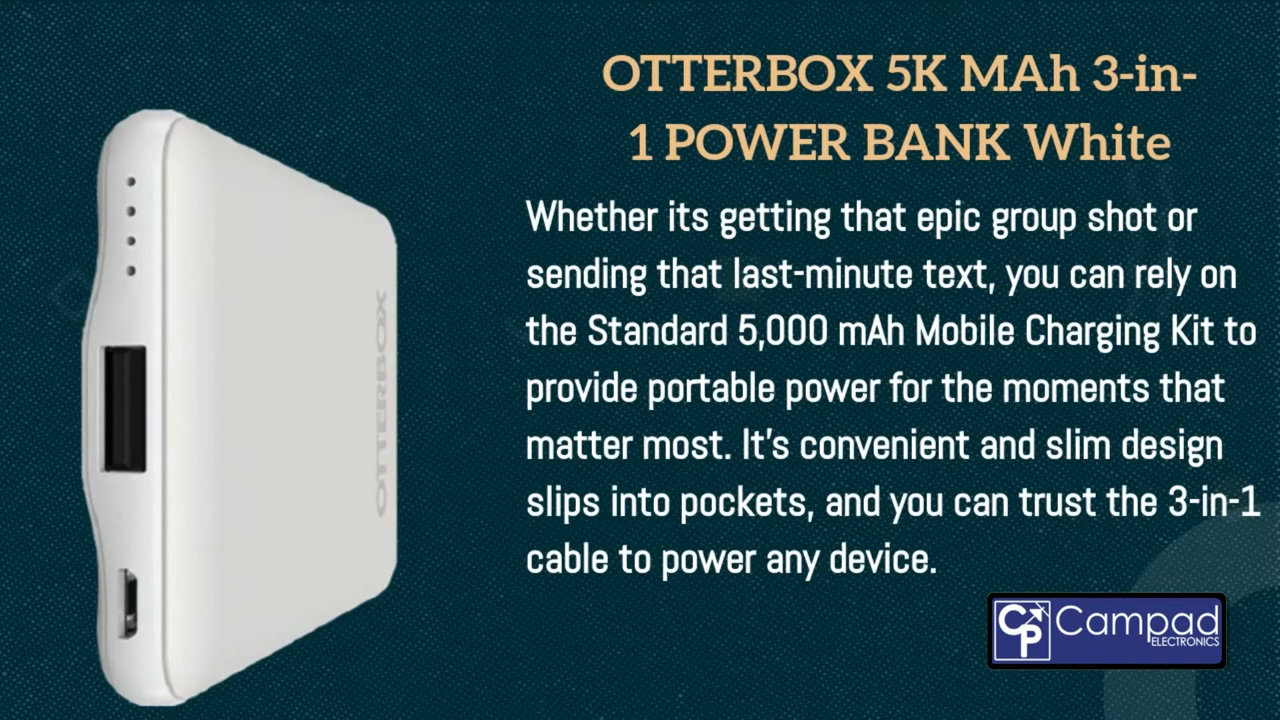 OTTERBOX 5K MAh 3-in-
1 POWER BANK White
Whether its getting that epic group shot or
sending that last-minute text, you can rely on
the Standard 5,000 mAh Mobile Charging Kit to
provide portable power for the moments that
matter most. It's convenient and slim design
slips into pockets, and you can trust the 3-in-1
cable to power any device.
OTTERBOX
CP Campad
ELECTRONICS